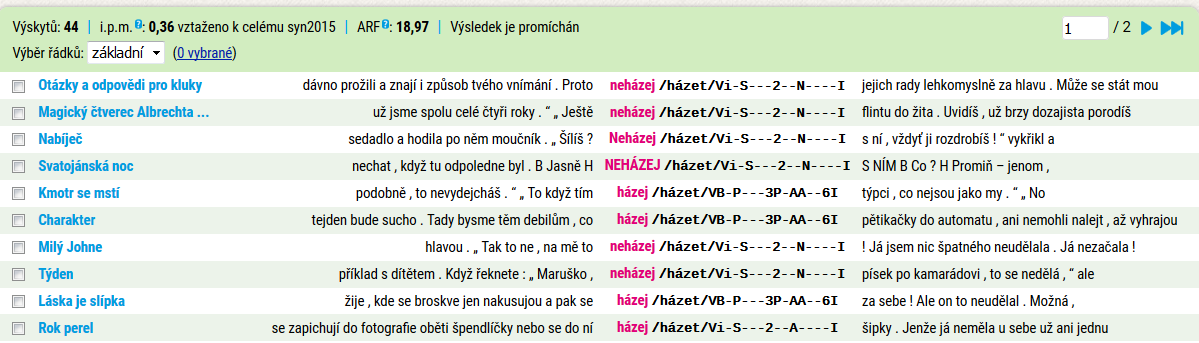 Výskytů: 44 | i.p.m.?: 0,36 vztaženo k celému syn2015 | ARF?: 18,97 | Výsledek je promíchán 1 / 2
Výběr řádků: základní (0 vybrané)
Otázky a odpovědi pro kluky dávno prožili a znají i způsob tvého vnímání . Proto neházej /házet/Vi-S---2--N----I jejich rady lehkomyslně za hlavu . Může se stát mou
Magický čtverec Albrechta ... už jsme spolu celé čtyři roky . “ „ Ještě neházej /házet/Vi-S---2--N----I flintu do žita . Uvidíš , už brzy dozajista porodíš
Nabíječ sedadlo a hodila po něm moučník . „ Šílíš ? Neházej /házet/Vi-S---2--N----I s ní , vždyť ji rozdrobíš ! “ vykřikl a
Svatojánská noc nechat , když tu odpoledne byl . B Jasně H NEHÁZEJ /házet/Vi-S---2--N----I S NÍM B Co ? H Promiň – jenom ,
Kmotr se mstí podobně , to nevydejcháš . “ „ To když tím házej /házet/VB-P---3P-AA--6I týpci , co nejsou jako my . “ „ No
Charakter tejden bude sucho . Tady bysme těm debilům , co házej /házet/VB-P---3P-AA--6I pětikačky do automatu , ani nemohli nalejt , až vyhrajou
Milý Johne hlavou . „ Tak to ne , na mě to neházej /házet/Vi-S---2--N----I ! Já jsem nic špatného neudělala . Já nezačala !
Týden příklad s dítětem . Když řeknete : „ Maruško , neházej /házet/Vi-S---2--N----I písek po kamarádovi , to se nedělá , “ ale
Láska je slípka žije , kde se broskve jen nakusujou a pak se házej /házet/VB-P---3P-AA--6I za sebe ! Ale on to neudělal . Možná ,
Rok perel se zapichují do fotografie oběti špendlíčky nebo se do ní házej /házet/Vi-S---2--A----I šipky . Jenže já neměla u sebe už ani jednu